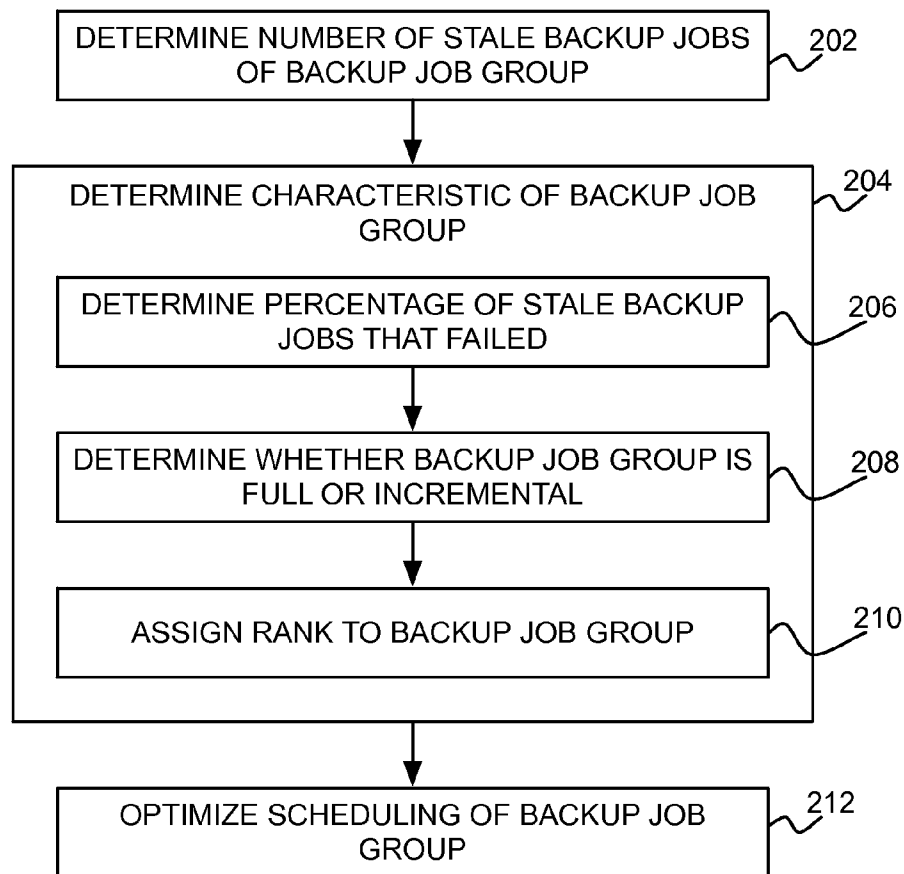 DETERMINE NUMBER OF STALE BACKUP JOBS
OF BACKUP JOB GROUP
202
DETERMINE CHARACTERISTIC OF BACKUP JOB
GROUP
204
DETERMINE PERCENTAGE OF STALE BACKUP
JOBS THAT FAILED
206
DETERMINE WHETHER BACKUP JOB GROUP IS
FULL OR INCREMENTAL
208
ASSIGN RANK TO BACKUP JOB GROUP
210
OPTIMIZE SCHEDULING OF BACKUP JOB
GROUP
212